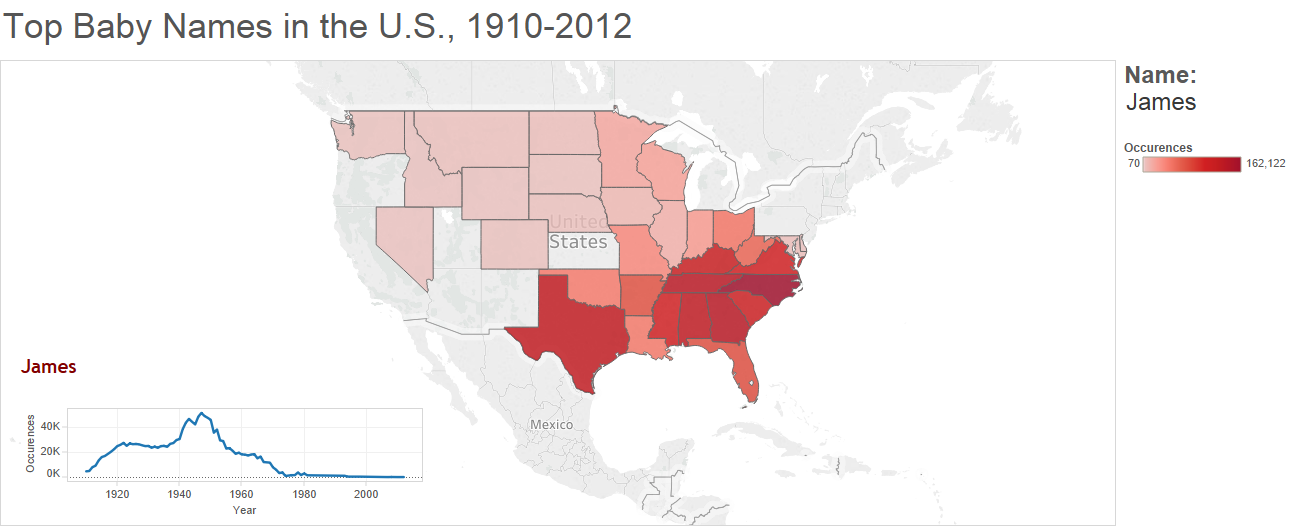 Top Baby Names in the U.S., 1910-2012
Name:
James
Occurences
70
162,122
United
States
Mexico
James
Occurences
40K
20K
0K
1920
1940
1960
1980
2000
Year